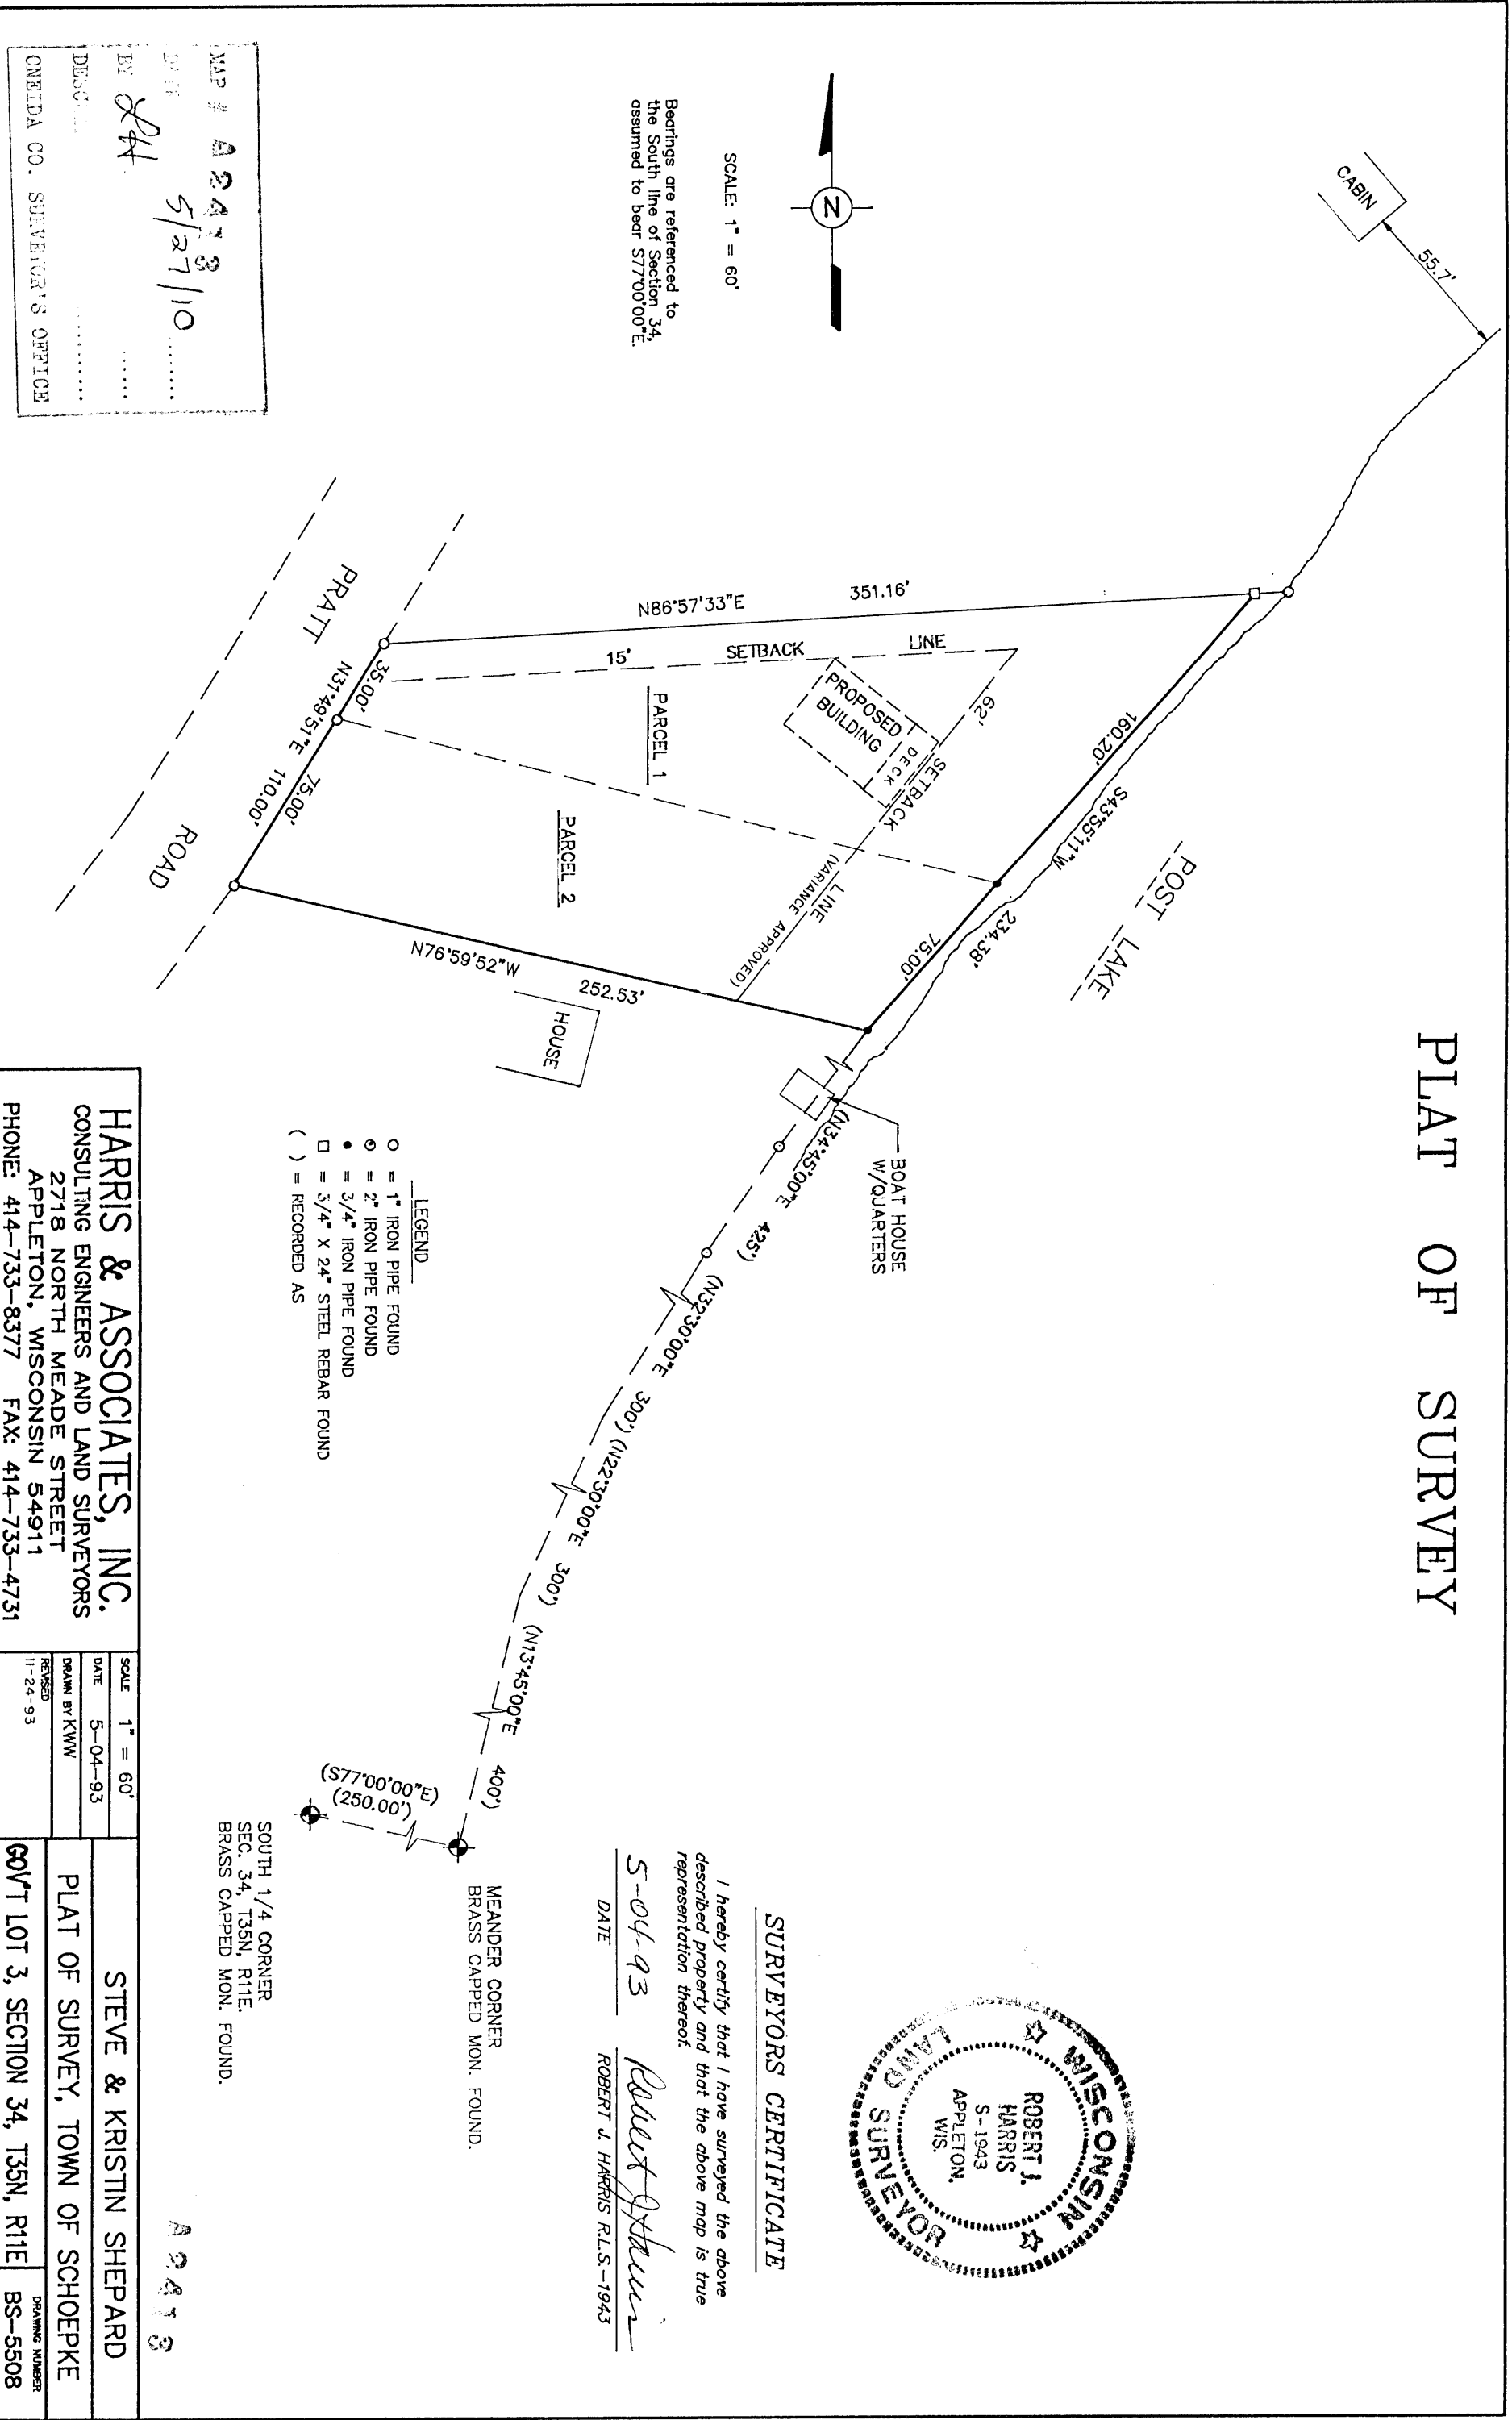 PLAT OF SURVEY
CABIN
55.7'
SCALE: 1" = 60'
N
Bearings are referenced to
the South line of Section 34,
assumed to bear S77°00'00"E.
POST LAKE
N86°57'33"E 351.16'
15' SETBACK LINE
62'
SETBACK LINE
(VARIANCE APPROVED)
PROPOSED
BUILDING
DECK
160.20'
S43°55'11"W 234.38'
75.00'
PARCEL 1
PARCEL 2
35.00'
75.00'
N31°49'51"E 110.00'
PRATT ROAD
N76°59'52"W 252.53'
HOUSE
BOAT HOUSE
W/QUARTERS
(N34°45'00"E 425')
(N32°30'00"E 300')
(N22°30'00"E 300')
(N13°45'00"E 400')
(S77°00'00"E)
(250.00')
MEANDER CORNER
BRASS CAPPED MON. FOUND.
SOUTH 1/4 CORNER
SEC. 34, T35N, R11E.
BRASS CAPPED MON. FOUND.
LEGEND
= 1" IRON PIPE FOUND
= 2" IRON PIPE FOUND
= 3/4" IRON PIPE FOUND
= 3/4" X 24" STEEL REBAR FOUND
( ) = RECORDED AS
WISCONSIN
ROBERT J.
HARRIS
S-1943
APPLETON,
WIS.
LAND SURVEYOR
SURVEYORS CERTIFICATE
I hereby certify that I have surveyed the above
described property and that the above map is true
representation thereof.
5-04-93 Robert J Harris
DATE ROBERT J. HARRIS R.L.S.-1943
MAP #
5/27/10
BY LH
DESC.
ONEIDA CO. SURVEYOR'S OFFICE
HARRIS & ASSOCIATES, INC.
CONSULTING ENGINEERS AND LAND SURVEYORS
2718 NORTH MEADE STREET
APPLETON, WISCONSIN 54911
PHONE: 414-733-8377 FAX: 414-733-4731
SCALE 1" = 60'
DATE 5-04-93
DRAWN BY KWW
REVISED
11-24-93
STEVE & KRISTIN SHEPARD
PLAT OF SURVEY, TOWN OF SCHOEPKE
GOV'T LOT 3, SECTION 34, T35N, R11E
DRAWING NUMBER
BS-5508